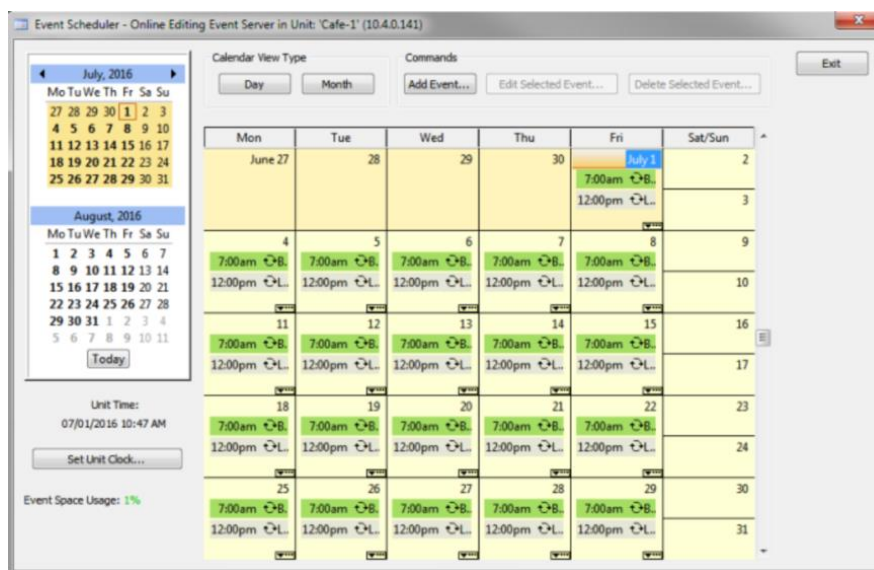 Event Scheduler - Online Editing Event Server in Unit: 'Cafe-1' (10.4.0.141)
July, 2016
Mo Tu We Th Fr Sa Su
27 28 29 30 1 2 3
4 5 6 7 8 9 10
11 12 13 14 15 16 17
18 19 20 21 22 23 24
25 26 27 28 29 30 31
August, 2016
Mo Tu We Th Fr Sa Su
1 2 3 4 5 6 7
8 9 10 11 12 13 14
15 16 17 18 19 20 21
22 23 24 25 26 27 28
29 30 31 1 2 3 4
5 6 7 8 9 10 11
Today
Unit Time:
07/01/2016 10:47 AM
Set Unit Clock...
Event Space Usage: 1%
Calendar View Type
Day Month
Commands
Add Event... Edit Selected Event... Delete Selected Event...
Exit
Mon Tue Wed Thu Fri Sat/Sun
June 27 28 29 30 July 1 2
7:00am B..
12:00pm L.. 3
4 5 6 7 8 9
7:00am B.. 7:00am B.. 7:00am B.. 7:00am B.. 7:00am B..
12:00pm L.. 12:00pm L.. 12:00pm L.. 12:00pm L.. 12:00pm L.. 10
11 12 13 14 15 16
7:00am B.. 7:00am B.. 7:00am B.. 7:00am B.. 7:00am B..
12:00pm L.. 12:00pm L.. 12:00pm L.. 12:00pm L.. 12:00pm L.. 17
18 19 20 21 22 23
7:00am B.. 7:00am B.. 7:00am B.. 7:00am B.. 7:00am B..
12:00pm L.. 12:00pm L.. 12:00pm L.. 12:00pm L.. 12:00pm L.. 24
25 26 27 28 29 30
7:00am B.. 7:00am B.. 7:00am B.. 7:00am B.. 7:00am B..
12:00pm L.. 12:00pm L.. 12:00pm L.. 12:00pm L.. 12:00pm L.. 31